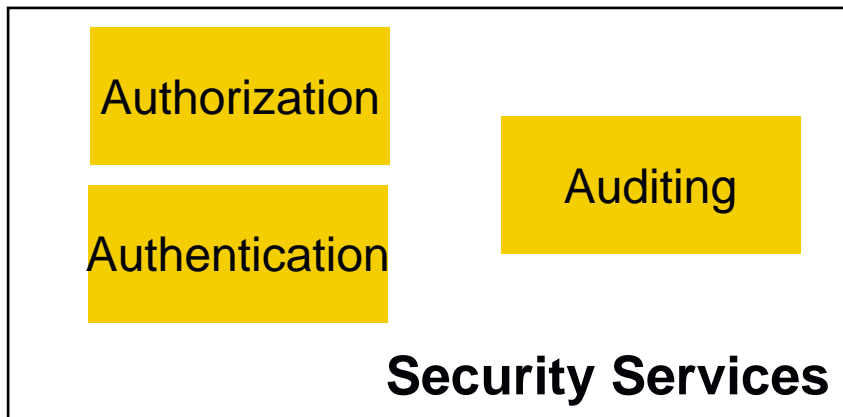 Authorization
Authentication
Auditing
Security Services